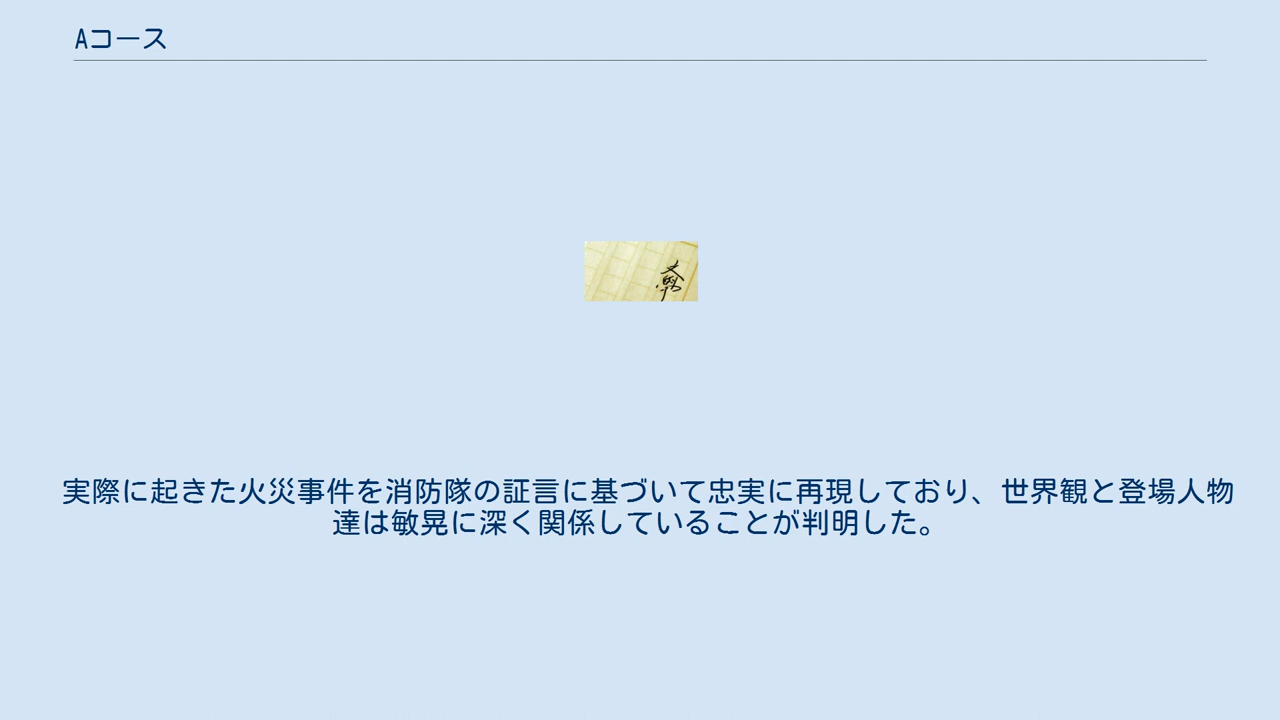 Aコース
実際に起きた火災事件を消防隊の証言に基づいて忠実に再現しており、世界観と登場人物
達は敏晃に深く関係していることが判明した。